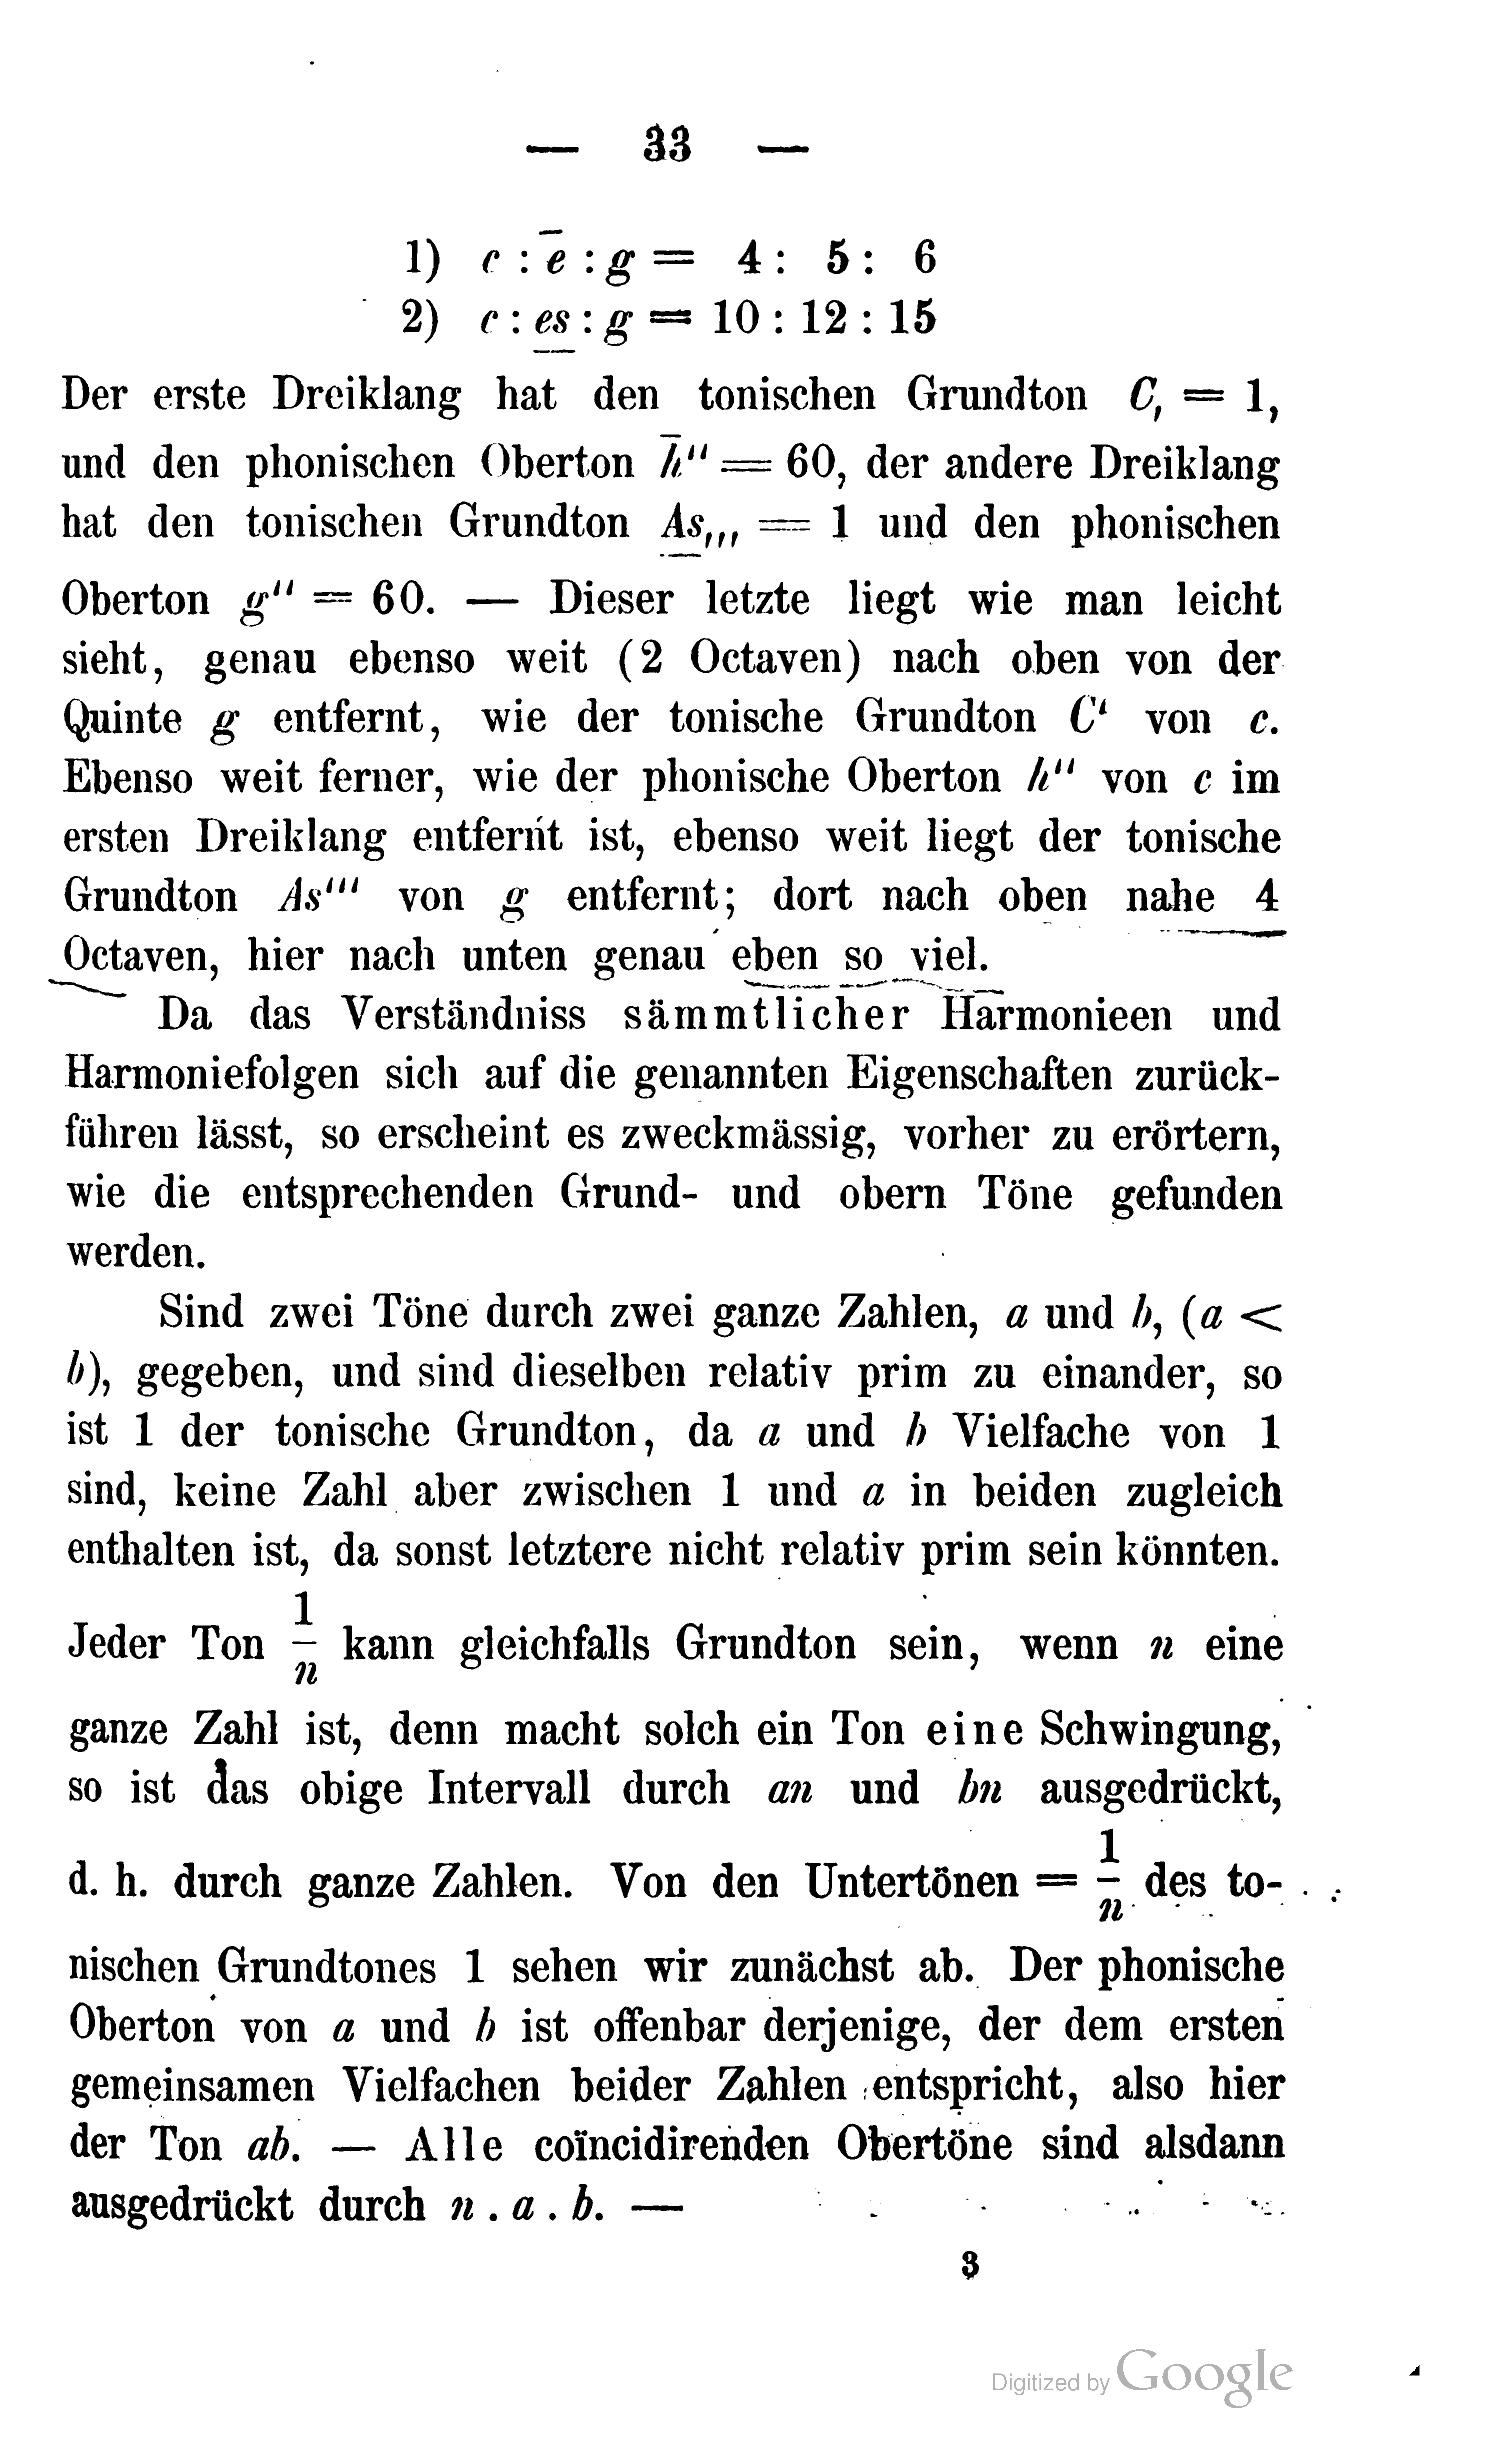 — 33 —
1) c : e̅ : g = 4 : 5 : 6
2) c : e̲s̲ : g = 10 : 12 : 15
Der erste Dreiklang hat den tonischen Grundton C, = 1,
und den phonischen Oberton h̅'' = 60, der andere Dreiklang
hat den tonischen Grundton A̲s̲,,, = 1 und den phonischen
Oberton g'' = 60. — Dieser letzte liegt wie man leicht
sieht, genau ebenso weit (2 Octaven) nach oben von der
Quinte g entfernt, wie der tonische Grundton C' von c.
Ebenso weit ferner, wie der phonische Oberton h'' von c im
ersten Dreiklang entfernt ist, ebenso weit liegt der tonische
Grundton As''' von g entfernt; dort nach oben nahe 4
Octaven, hier nach unten genau eben so viel.
Da das Verständniss sämmtlicher Harmonieen und
Harmoniefolgen sich auf die genannten Eigenschaften zurück-
führen lässt, so erscheint es zweckmässig, vorher zu erörtern,
wie die entsprechenden Grund- und obern Töne gefunden
werden.
Sind zwei Töne durch zwei ganze Zahlen, a und b, (a <
b), gegeben, und sind dieselben relativ prim zu einander, so
ist 1 der tonische Grundton, da a und b Vielfache von 1
sind, keine Zahl aber zwischen 1 und a in beiden zugleich
enthalten ist, da sonst letztere nicht relativ prim sein könnten.
Jeder Ton 1/n kann gleichfalls Grundton sein, wenn n eine
ganze Zahl ist, denn macht solch ein Ton eine Schwingung,
so ist das obige Intervall durch an und bn ausgedrückt,
d. h. durch ganze Zahlen. Von den Untertönen = 1/n des to-
nischen Grundtones 1 sehen wir zunächst ab. Der phonische
Oberton von a und b ist offenbar derjenige, der dem ersten
gemeinsamen Vielfachen beider Zahlen entspricht, also hier
der Ton ab. — Alle coïncidirenden Obertöne sind alsdann
ausgedrückt durch n . a . b. —
3
Digitized by Google